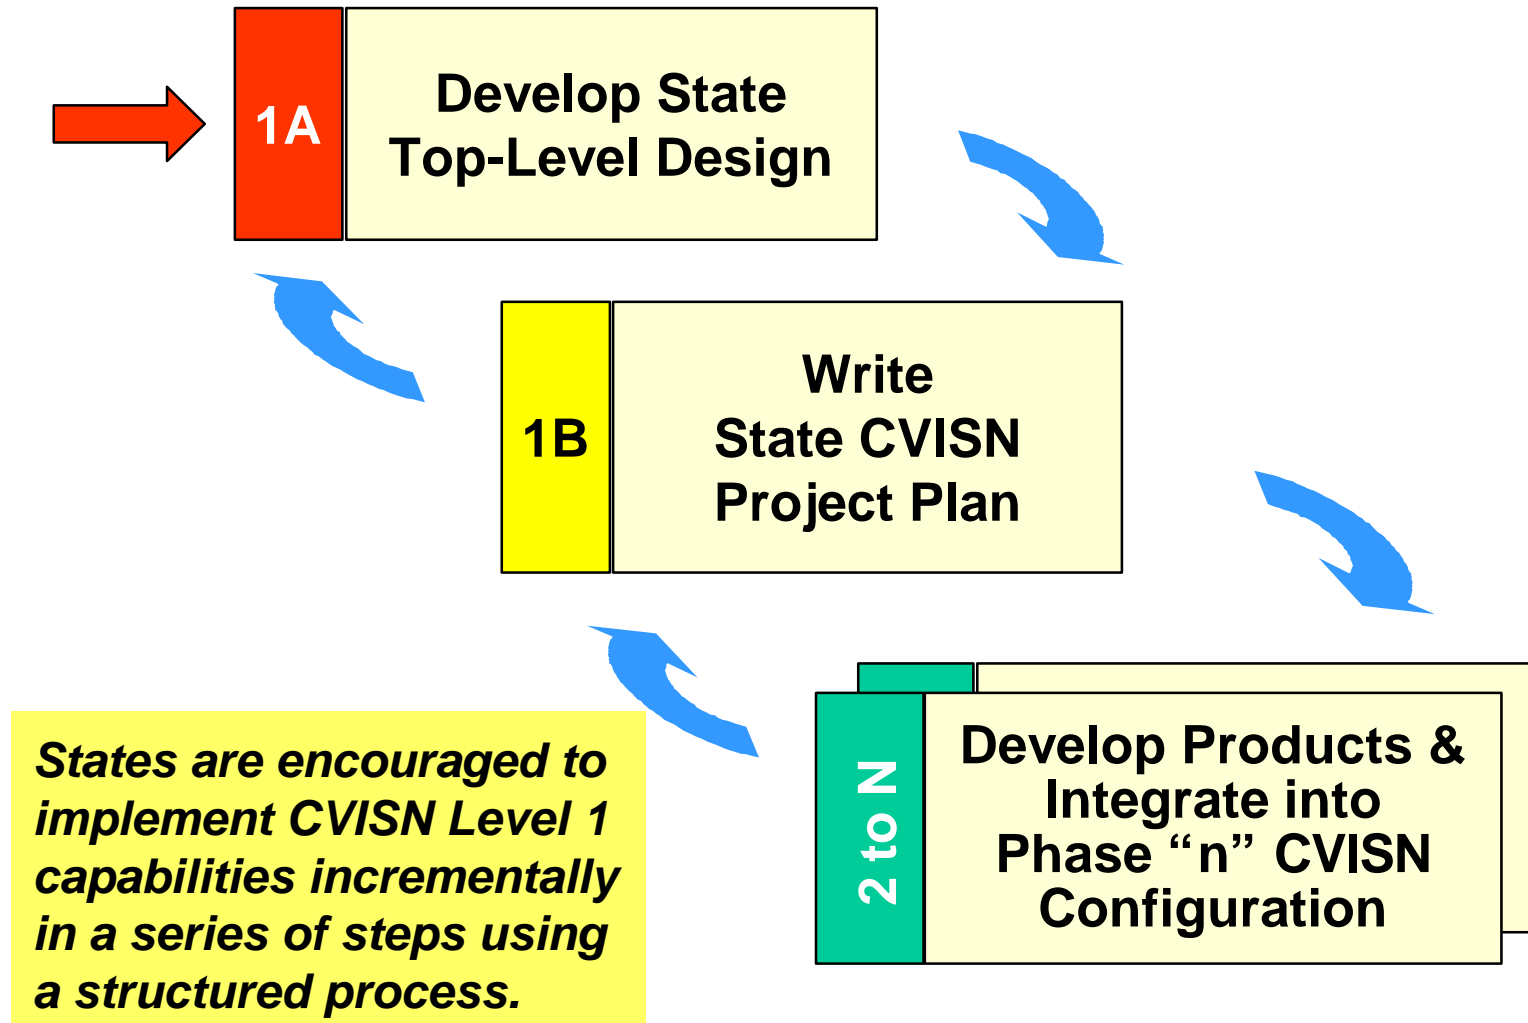 1A
Develop State
Top-Level Design
1B
Write
State CVISN
Project Plan
2 to N
Develop Products &
Integrate into
Phase “n” CVISN
Configuration
States are encouraged to
implement CVISN Level 1
capabilities incrementally
in a series of steps using
a structured process.